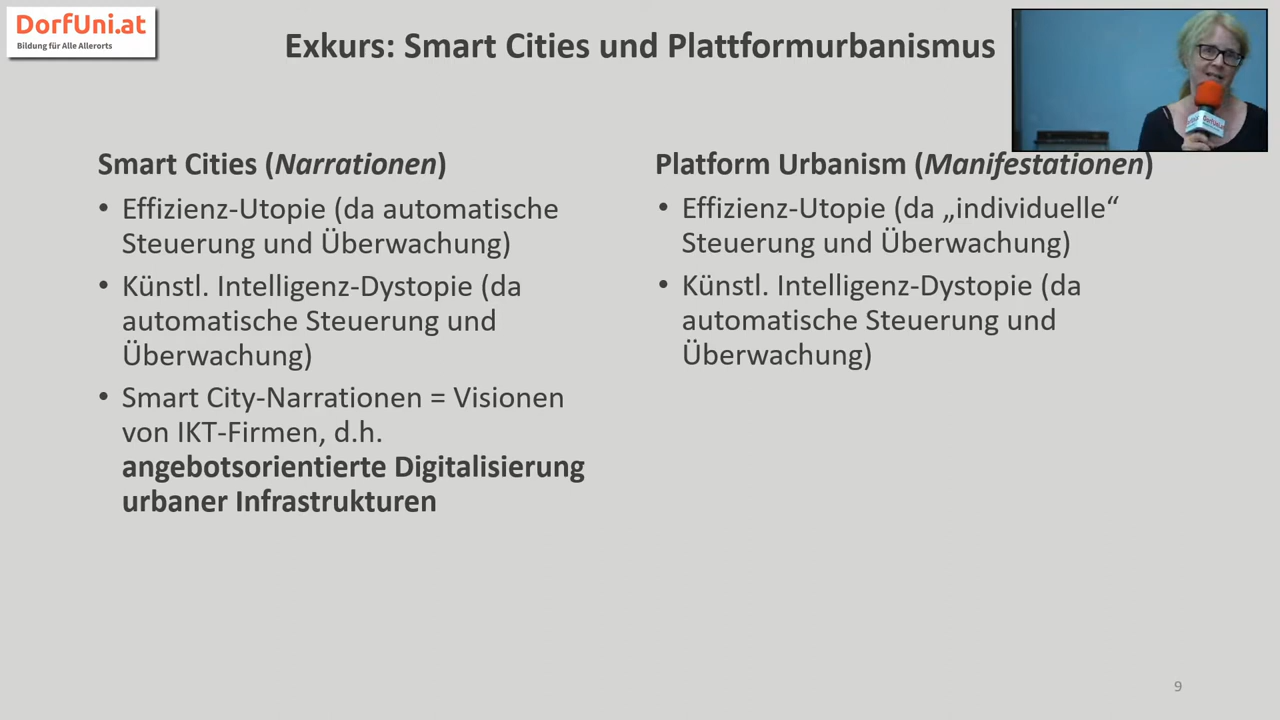 DorfUni.at
Bildung für Alle Allerorts
Exkurs: Smart Cities und Plattformurbanismus
Smart Cities (Narrationen)
• Effizienz-Utopie (da automatische
Steuerung und Überwachung)
• Künstl. Intelligenz-Dystopie (da
automatische Steuerung und
Überwachung)
• Smart City-Narrationen = Visionen
von IKT-Firmen, d.h.
angebotsorientierte Digitalisierung
urbaner Infrastrukturen
Platform Urbanism (Manifestationen)
• Effizienz-Utopie (da „individuelle“
Steuerung und Überwachung)
• Künstl. Intelligenz-Dystopie (da
automatische Steuerung und
Überwachung)
DorfUni.at
9